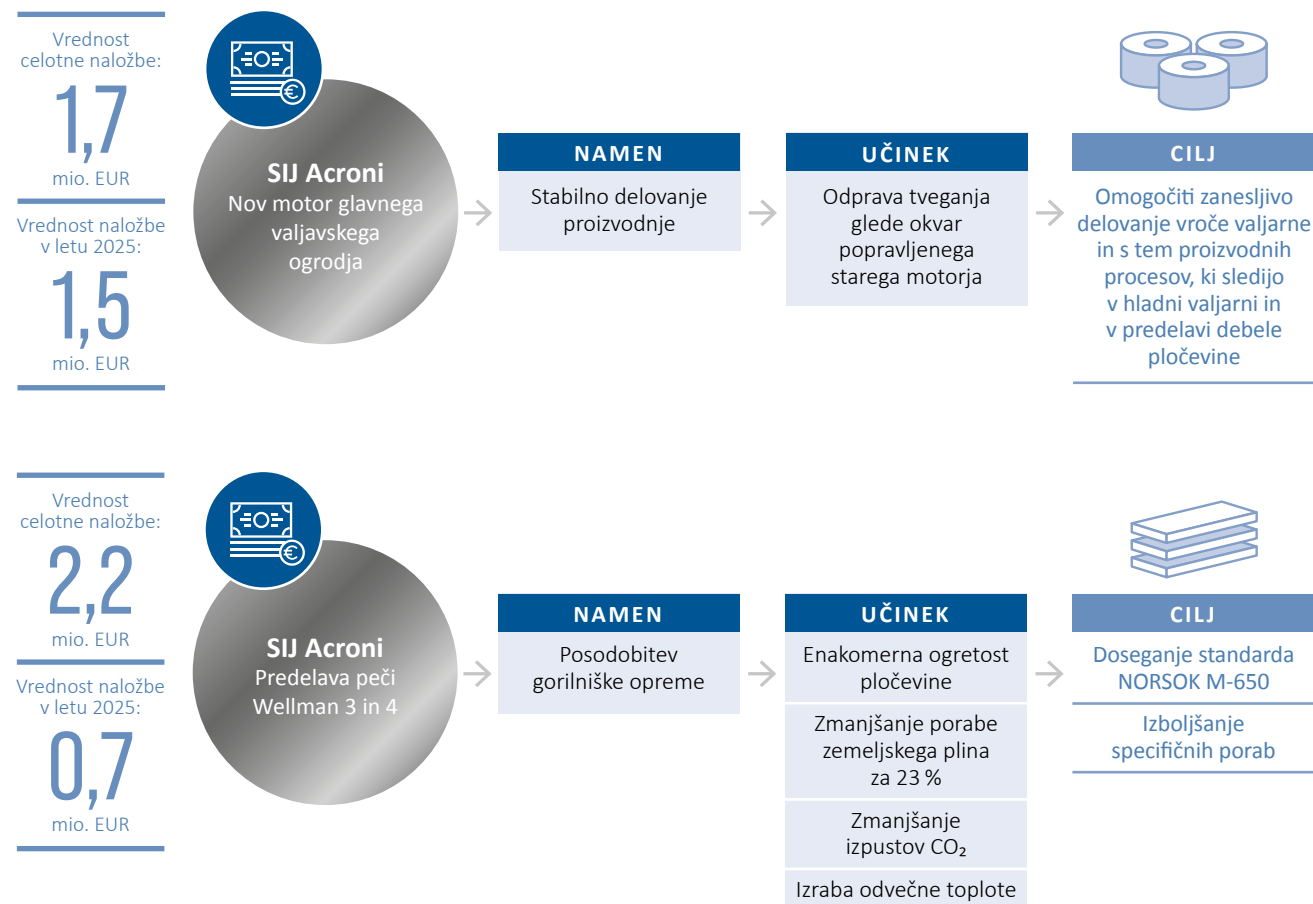 Vrednost
celotne naložbe:
1,7
mio. EUR
Vrednost naložbe
v letu 2025:
1,5
mio. EUR
€
SIJ Acroni
Nov motor glavnega
valjavskega
ogrodja
NAMEN
Stabilno delovanje
proizvodnje
UČINEK
Odprava tveganja
glede okvar
popravljenega
starega motorja
CILJ
Omogočiti zanesljivo
delovanje vroče valjarne
in s tem proizvodnih
procesov, ki sledijo
v hladni valjarni in
v predelavi debele
pločevine
Vrednost
celotne naložbe:
2,2
mio. EUR
Vrednost naložbe
v letu 2025:
0,7
mio. EUR
€
SIJ Acroni
Predelava peči
Wellman 3 in 4
NAMEN
Posodobitev
gorilniške opreme
UČINEK
Enakomerna ogretost
pločevine
Zmanjšanje porabe
zemeljskega plina
za 23 %
Zmanjšanje
izpustov CO₂
Izraba odvečne toplote
CILJ
Doseganje standarda
NORSOK M-650
Izboljšanje
specifičnih porab